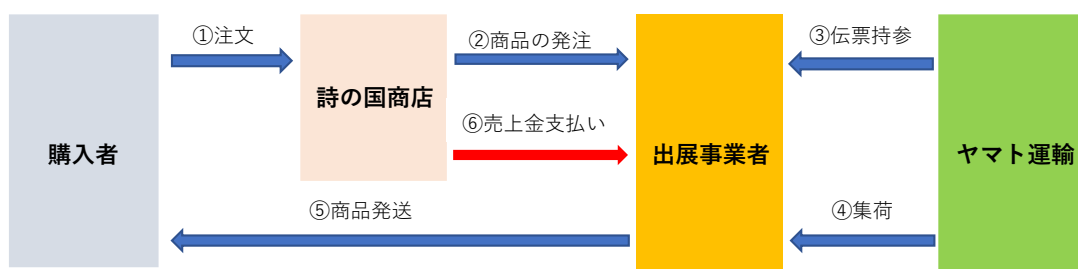 ①注文
②商品の発注
③伝票持参
詩の国商店
⑥売上金支払い
購入者
出展事業者
ヤマト運輸
⑤商品発送
④集荷